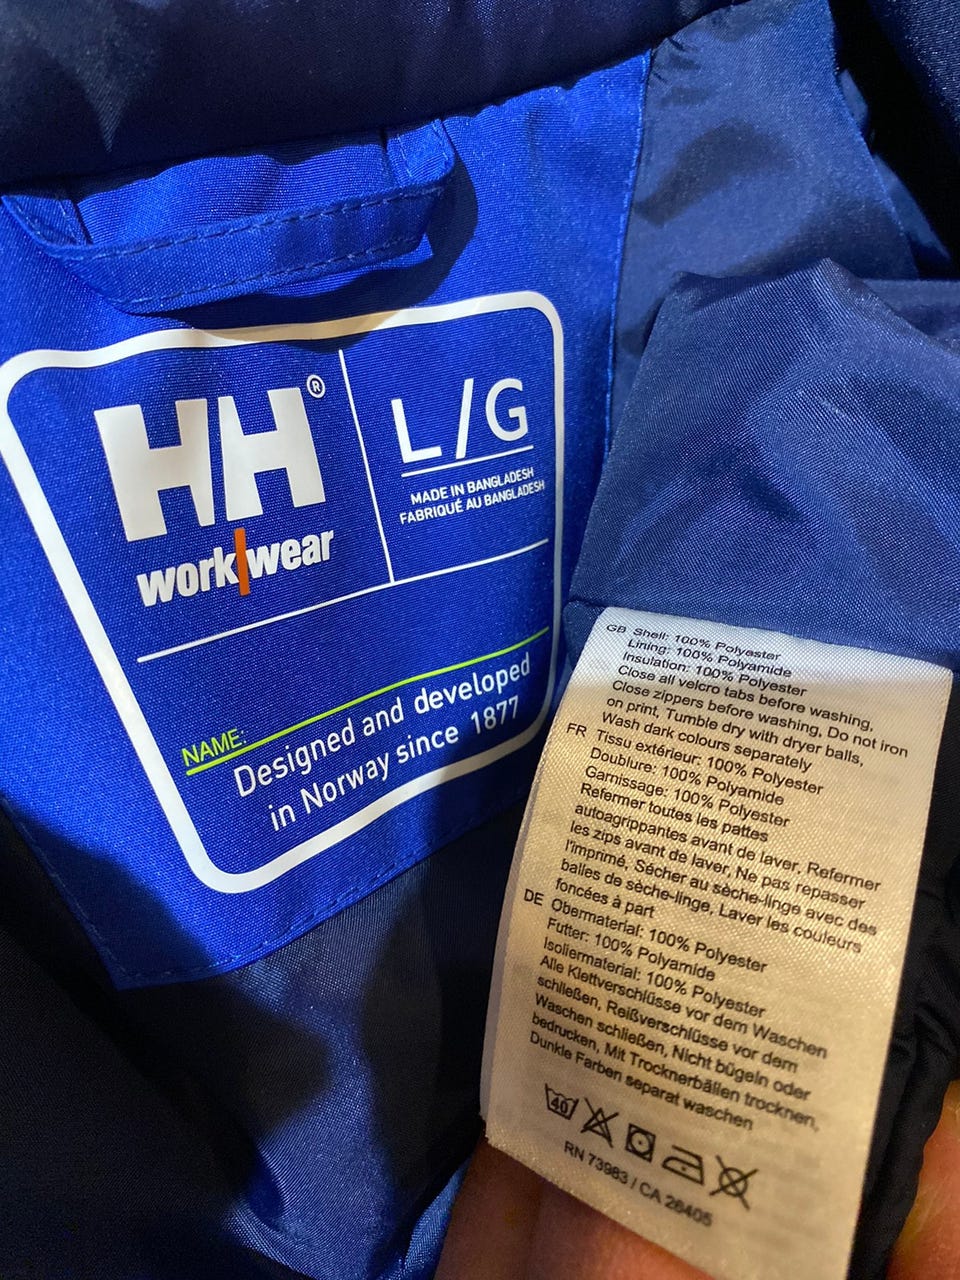 HH®
work|wear
L/G
MADE IN BANGLADESH
FABRIQUÉ AU BANGLADESH
NAME:
Designed and developed
in Norway since 1877
GB Shell: 100% Polyester
Lining: 100% Polyamide
Insulation: 100% Polyester
Close all velcro tabs before washing,
Close zippers before washing, Do not iron
on print, Tumble dry with dryer balls,
Wash dark colours separately
FR Tissu extérieur: 100% Polyester
Doublure: 100% Polyamide
Garnissage: 100% Polyester
Refermer toutes les pattes
autoagrippantes avant de laver, Refermer
les zips avant de laver, Ne pas repasser
l'imprimé, Sécher au sèche-linge avec des
balles de sèche-linge, Laver les couleurs
foncées à part
DE Obermaterial: 100% Polyester
Futter: 100% Polyamide
Isoliermaterial: 100% Polyester
Alle Klettverschlüsse vor dem Waschen
schließen, Reißverschlüsse vor dem
Waschen schließen, Nicht bügeln oder
bedrucken, Mit Trocknerbällen trocknen,
Dunkle Farben separat waschen
40
RN 73983 / CA 26405